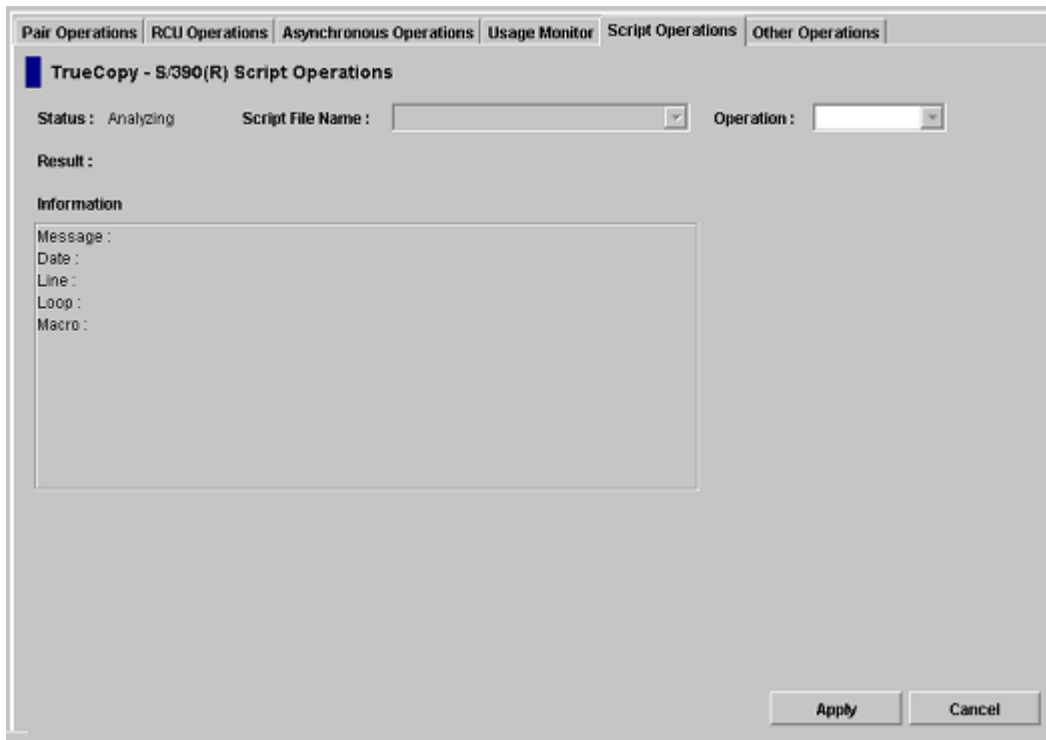 Pair Operations RCU Operations Asynchronous Operations Usage Monitor Script Operations Other Operations
TrueCopy - S/390(R) Script Operations
Status : Analyzing Script File Name : Operation :
Result :
Information
Message :
Date :
Line :
Loop :
Macro :
Apply Cancel